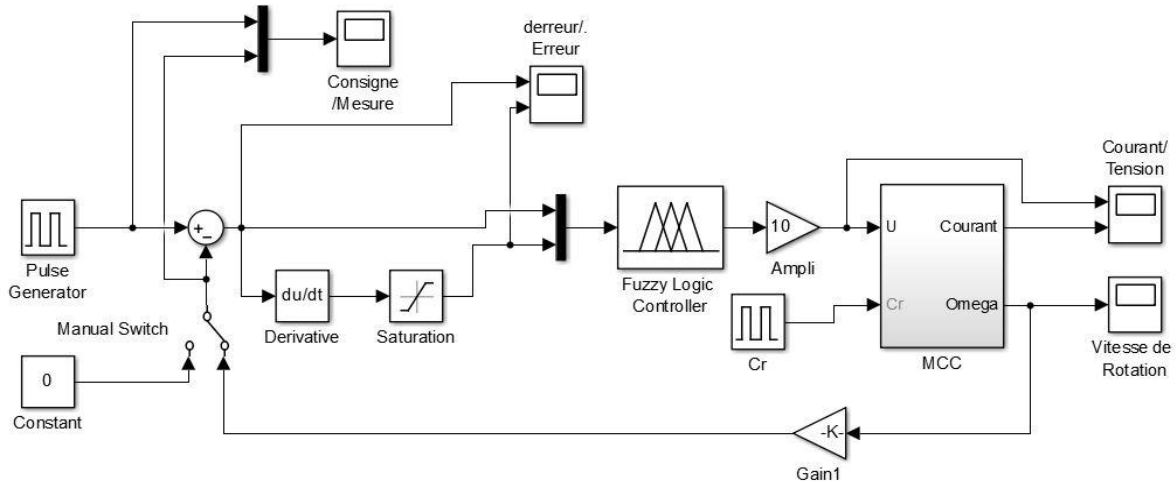 derreur/.
Erreur
Consigne
/Mesure
Courant/
Tension
+
-
Pulse
Generator
du/dt
Derivative
Saturation
Fuzzy Logic
Controller
10
Ampli
U
Courant
Cr
Omega
MCC
Vitesse de
Rotation
Manual Switch
0
Constant
Cr
-K-
Gain1